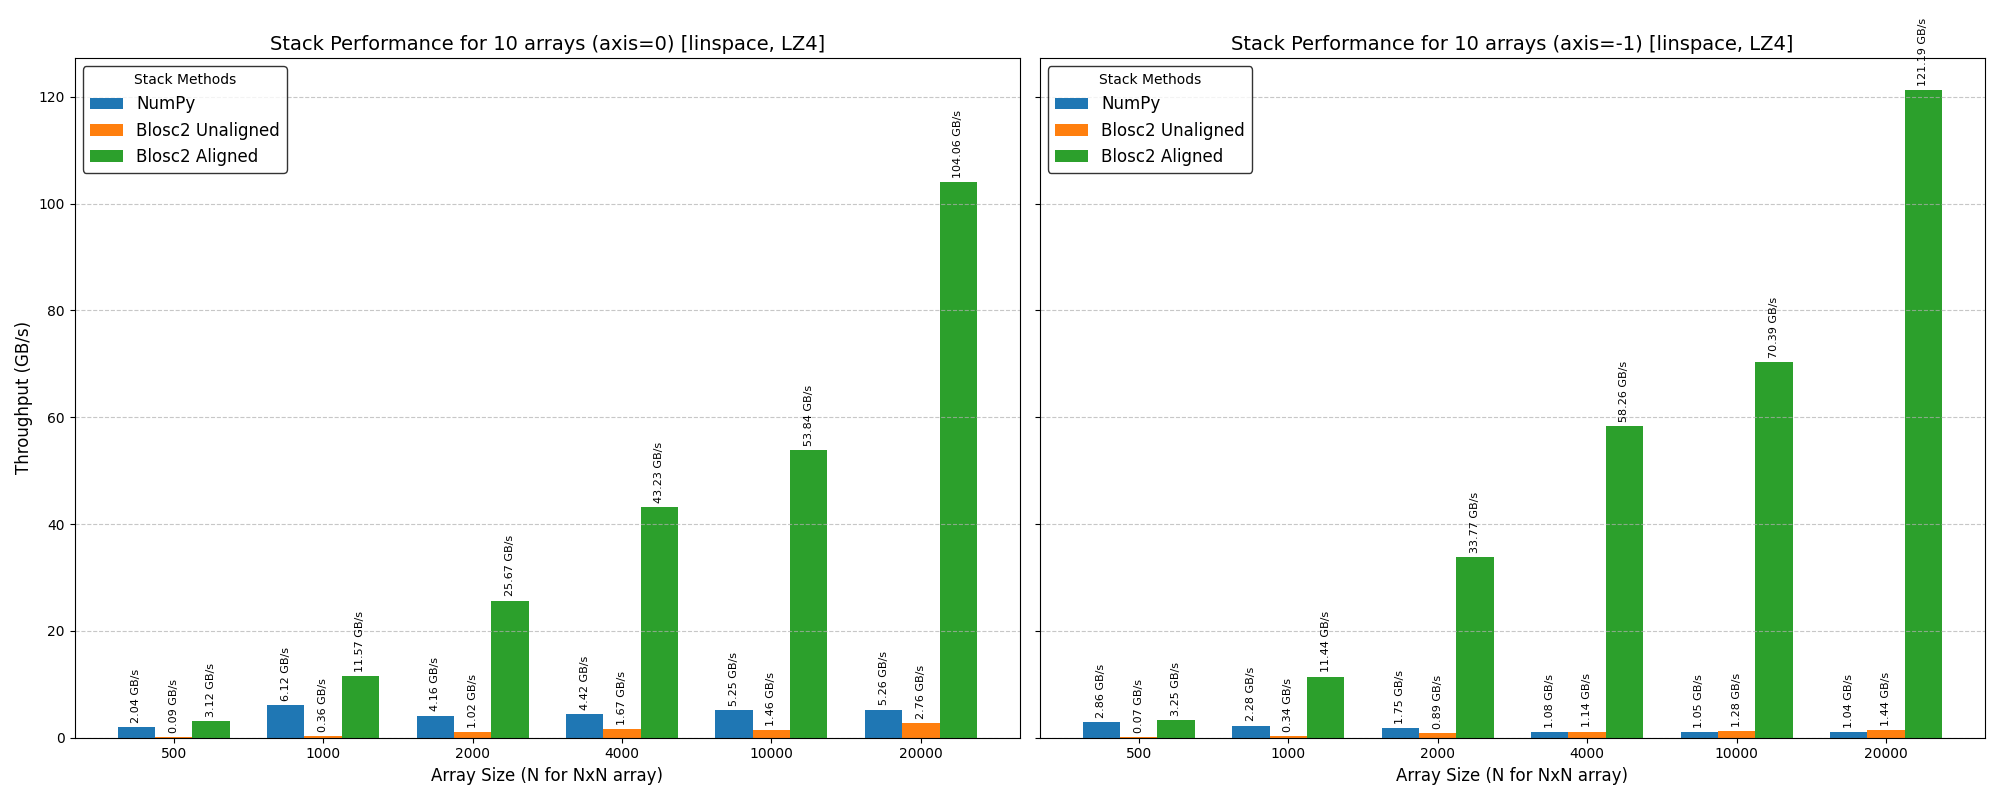 Stack Performance for 10 arrays (axis=0) [linspace, LZ4]
Stack Methods
NumPy
Blosc2 Unaligned
Blosc2 Aligned
Throughput (GB/s)
120
100
80
60
40
20
0
2.04 GB/s
0.09 GB/s
3.12 GB/s
6.12 GB/s
0.36 GB/s
11.57 GB/s
4.16 GB/s
1.02 GB/s
25.67 GB/s
4.42 GB/s
1.67 GB/s
43.23 GB/s
5.25 GB/s
1.46 GB/s
53.84 GB/s
5.26 GB/s
2.76 GB/s
104.06 GB/s
500 1000 2000 4000 10000 20000
Array Size (N for NxN array)
Stack Performance for 10 arrays (axis=-1) [linspace, LZ4]
Stack Methods
NumPy
Blosc2 Unaligned
Blosc2 Aligned
2.86 GB/s
0.07 GB/s
3.25 GB/s
2.28 GB/s
0.34 GB/s
11.44 GB/s
1.75 GB/s
0.89 GB/s
33.77 GB/s
1.08 GB/s
1.14 GB/s
58.26 GB/s
1.05 GB/s
1.28 GB/s
70.39 GB/s
1.04 GB/s
1.44 GB/s
121.19 GB/s
500 1000 2000 4000 10000 20000
Array Size (N for NxN array)